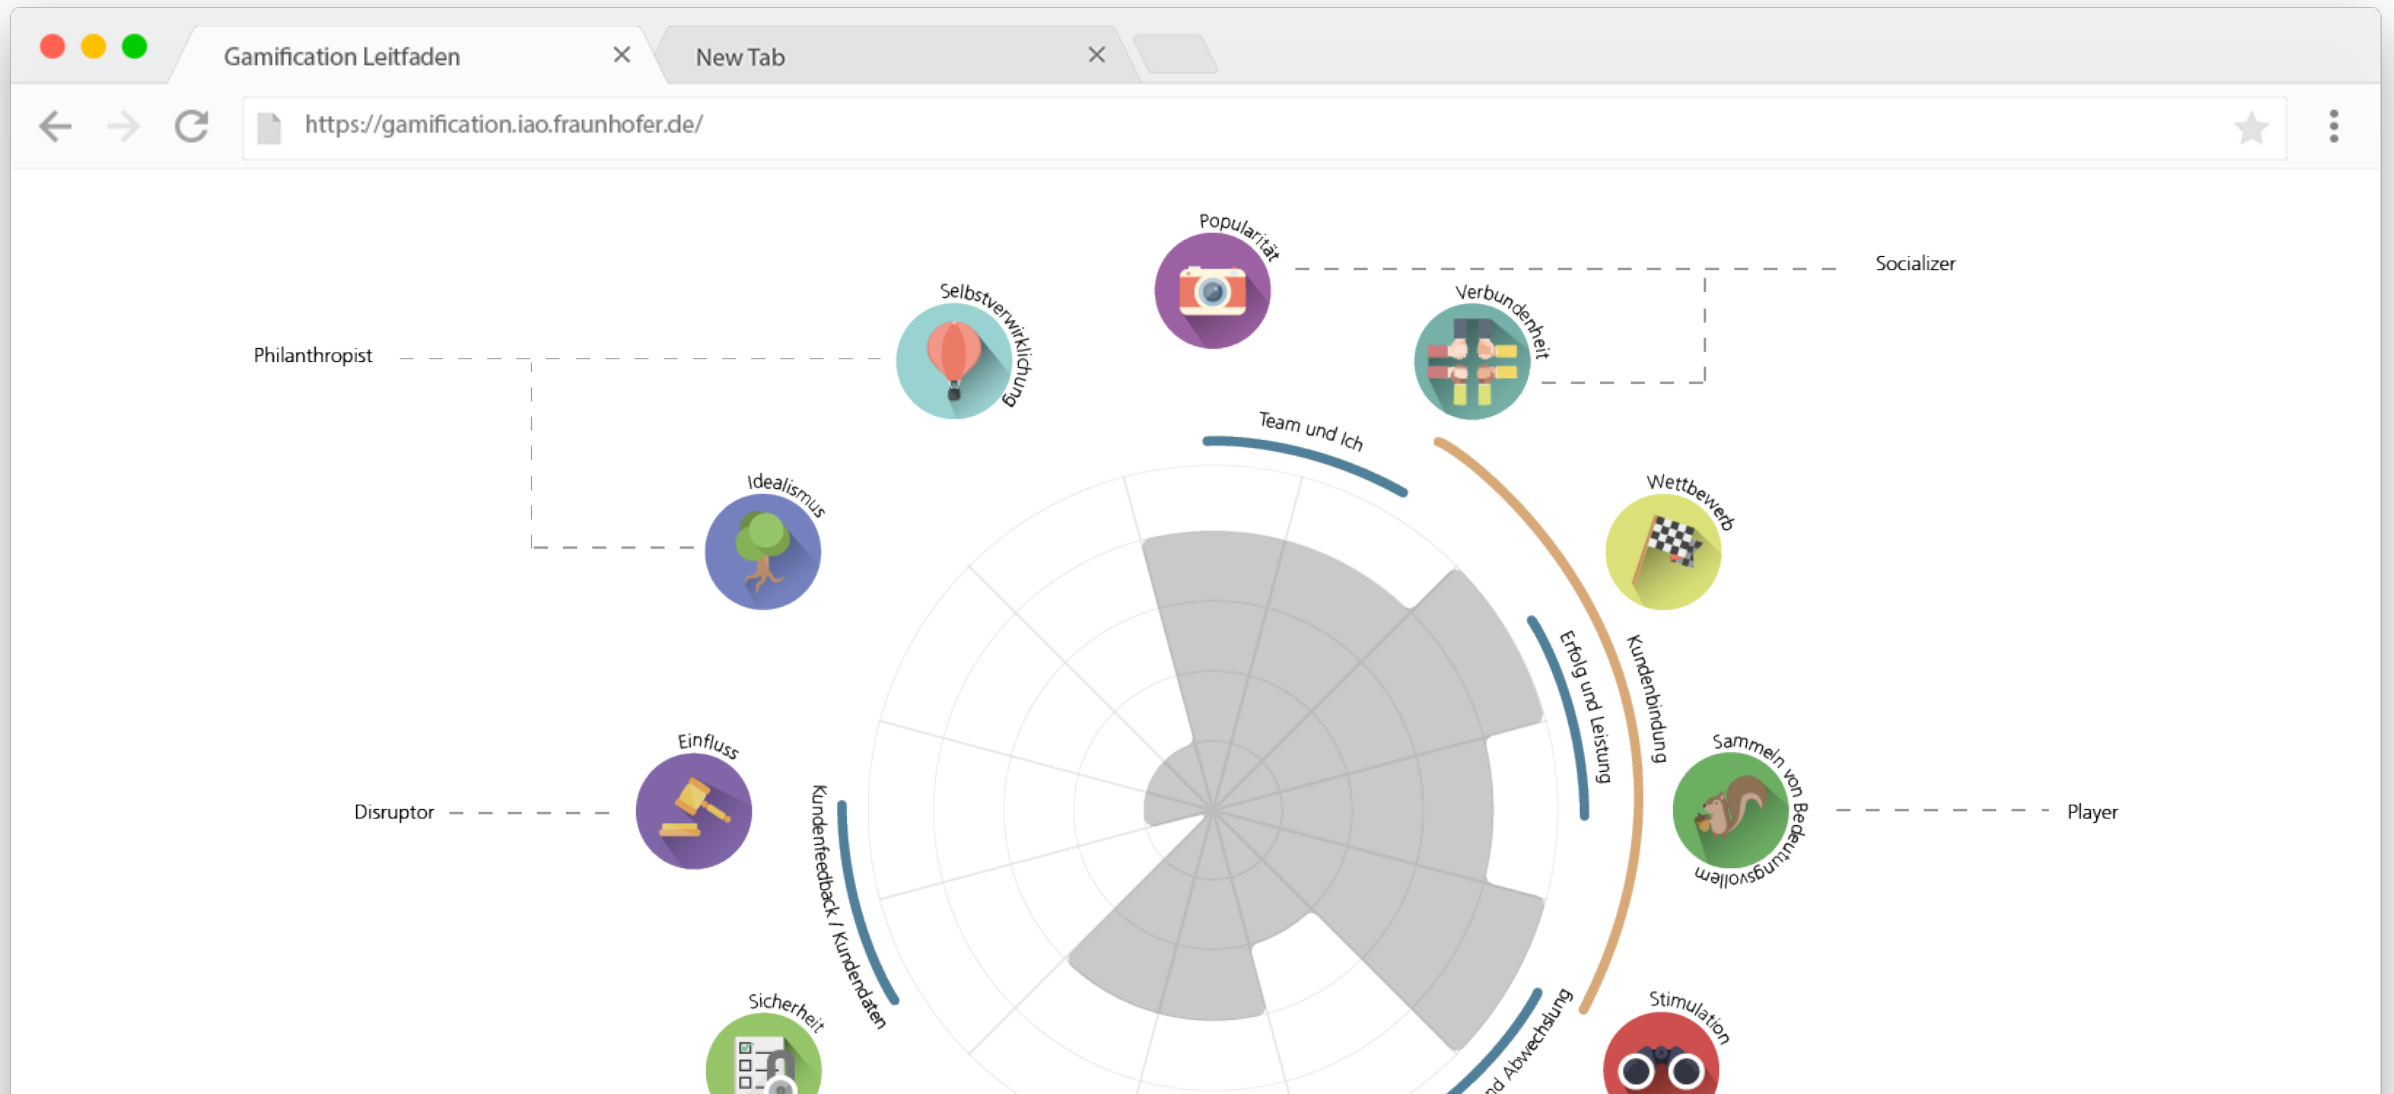 Gamification Leitfaden
New Tab
https://gamification.iao.fraunhofer.de/
Popularität
Socializer
Selbstverwirklichung
Verbundenheit
Philanthropist
Team und Ich
Idealismus
Wettbewerb
Erfolg und Leistung
Kundenbindung
Einfluss
Sammeln von Bedeutungsvollem
Disruptor
Player
Kundenfeedback / Kundendaten
Sicherheit
Stimulation
nd Abwechslung